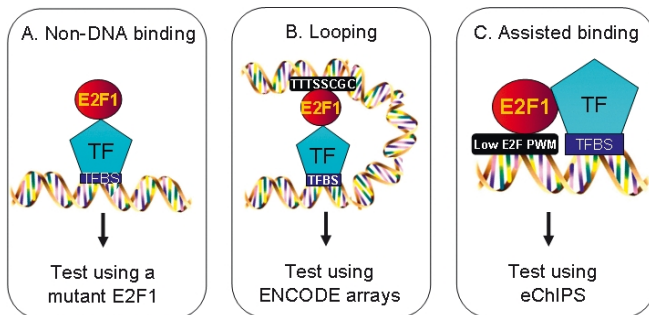 A. Non-DNA binding
E2F1
TF
TFBS
Test using a
mutant E2F1
B. Looping
TTTSSCGC
E2F1
TF
TFBS
Test using
ENCODE arrays
C. Assisted binding
E2F1
TF
Low E2F PWM
TFBS
Test using
eChIPS